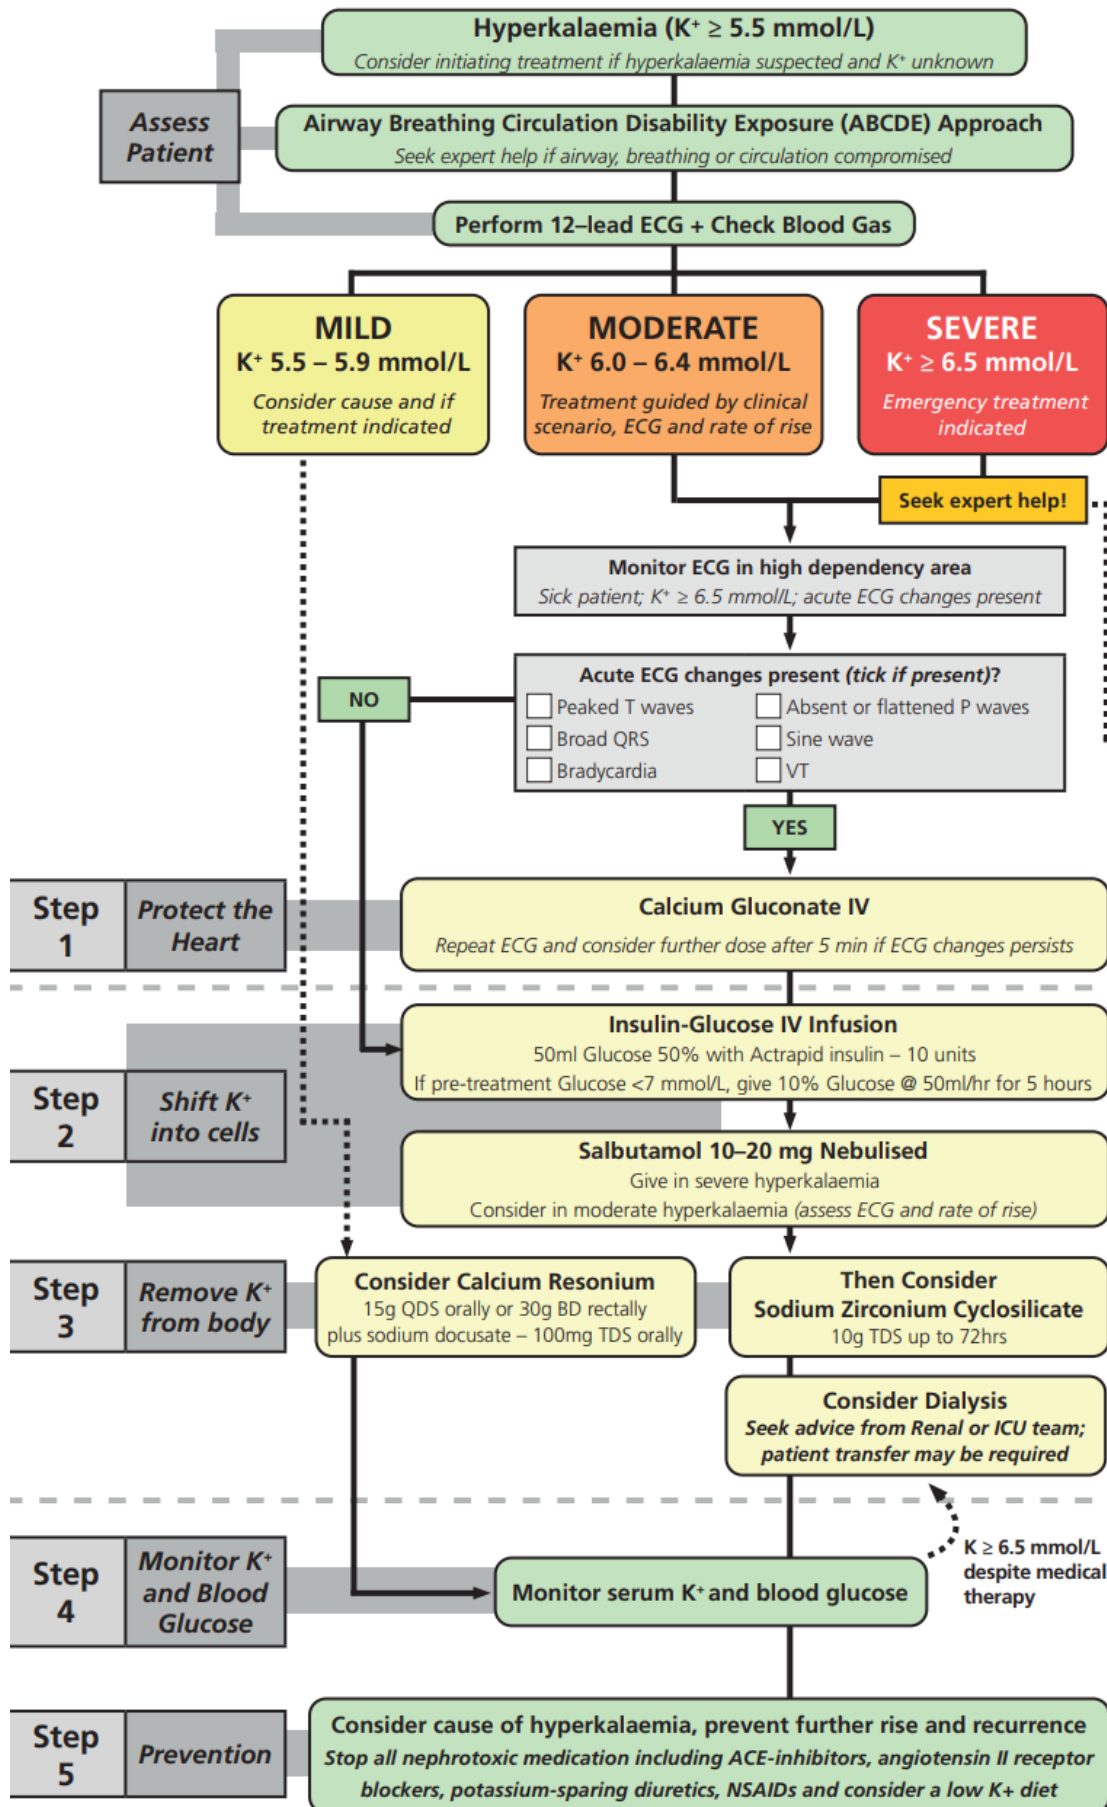 Hyperkalaemia (K⁺ ≥ 5.5 mmol/L)
Consider initiating treatment if hyperkalaemia suspected and K⁺ unknown
Assess
Patient
Airway Breathing Circulation Disability Exposure (ABCDE) Approach
Seek expert help if airway, breathing or circulation compromised
Perform 12–lead ECG + Check Blood Gas
MILD
K⁺ 5.5 – 5.9 mmol/L
Consider cause and if
treatment indicated
MODERATE
K⁺ 6.0 – 6.4 mmol/L
Treatment guided by clinical
scenario, ECG and rate of rise
SEVERE
K⁺ ≥ 6.5 mmol/L
Emergency treatment
indicated
Seek expert help!
Monitor ECG in high dependency area
Sick patient; K⁺ ≥ 6.5 mmol/L; acute ECG changes present
Acute ECG changes present (tick if present)?
Peaked T waves
Absent or flattened P waves
Broad QRS
Sine wave
Bradycardia
VT
NO
YES
Step
1
Protect the
Heart
Calcium Gluconate IV
Repeat ECG and consider further dose after 5 min if ECG changes persists
Step
2
Shift K⁺
into cells
Insulin-Glucose IV Infusion
50ml Glucose 50% with Actrapid insulin – 10 units
If pre-treatment Glucose <7 mmol/L, give 10% Glucose @ 50ml/hr for 5 hours
Salbutamol 10–20 mg Nebulised
Give in severe hyperkalaemia
Consider in moderate hyperkalaemia (assess ECG and rate of rise)
Step
3
Remove K⁺
from body
Consider Calcium Resonium
15g QDS orally or 30g BD rectally
plus sodium docusate – 100mg TDS orally
Then Consider
Sodium Zirconium Cyclosilicate
10g TDS up to 72hrs
Consider Dialysis
Seek advice from Renal or ICU team;
patient transfer may be required
Step
4
Monitor K⁺
and Blood
Glucose
Monitor serum K⁺ and blood glucose
K ≥ 6.5 mmol/L
despite medical
therapy
Step
5
Prevention
Consider cause of hyperkalaemia, prevent further rise and recurrence
Stop all nephrotoxic medication including ACE-inhibitors, angiotensin II receptor
blockers, potassium-sparing diuretics, NSAIDs and consider a low K+ diet